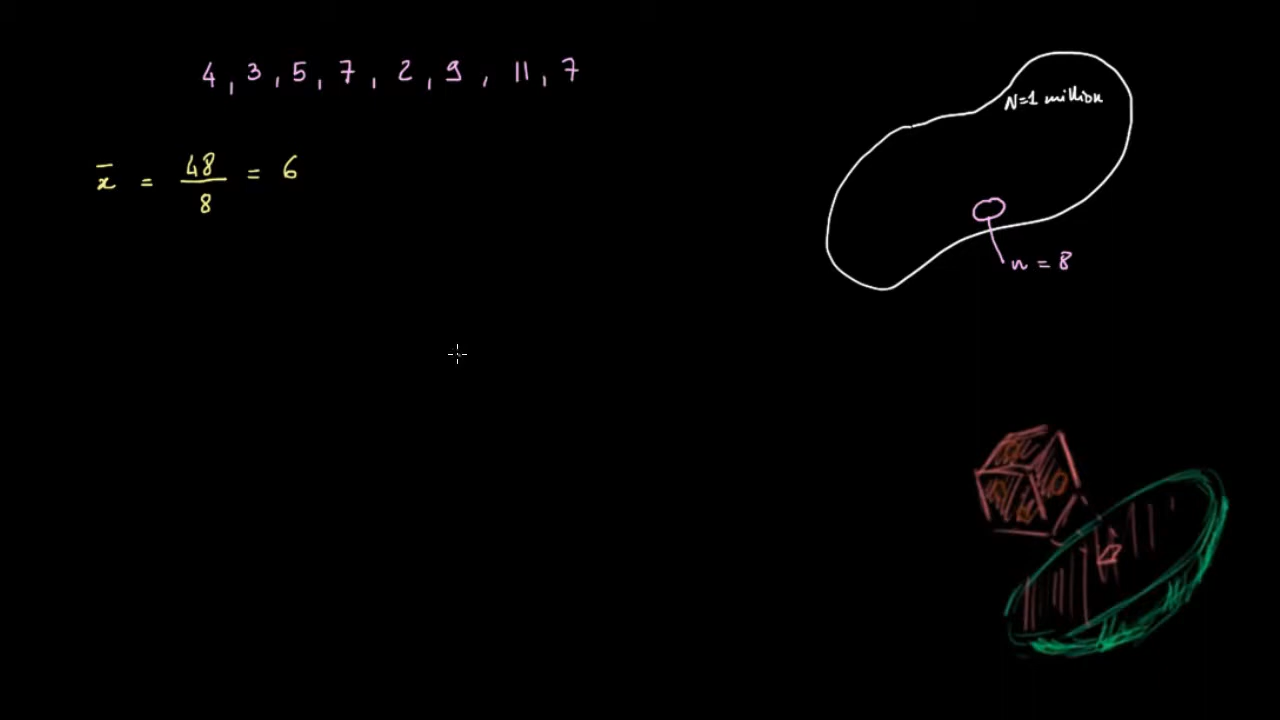 4, 3, 5, 7, 2, 9, 11, 7
N=1 million
x̄ = 48/8 = 6
n = 8